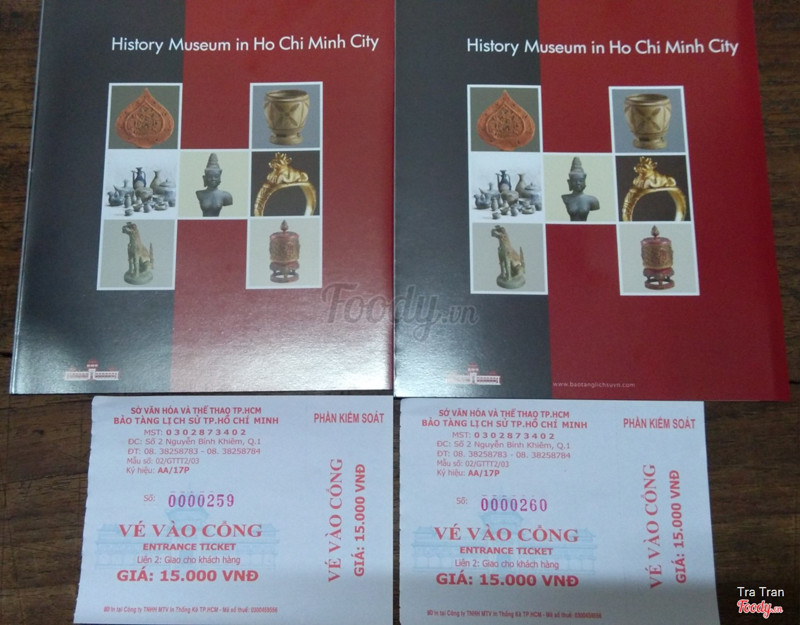 History Museum in Ho Chi Minh City
History Museum in Ho Chi Minh City
Foody.vn
www.baotanglichsuvn.com
SỞ VĂN HÓA VÀ THỂ THAO TP.HCM
BẢO TÀNG LỊCH SỬ TP.HỒ CHÍ MINH
MST: 0302873402
ĐC: Số 2 Nguyễn Bỉnh Khiêm, Q.1
ĐT: 08. 38258783 - 08. 38258784
Mẫu số: 02/GTTT2/03
Ký hiệu: AA/17P
Số: 0000259
VÉ VÀO CỔNG
ENTRANCE TICKET
Liên 2: Giao cho khách hàng
GIÁ: 15.000 VNĐ
PHẦN KIỂM SOÁT
VÉ VÀO CỔNG
GIÁ: 15.000 VNĐ
SỞ VĂN HÓA VÀ THỂ THAO TP.HCM
BẢO TÀNG LỊCH SỬ TP.HỒ CHÍ MINH
MST: 0302873402
ĐC: Số 2 Nguyễn Bỉnh Khiêm, Q.1
ĐT: 08. 38258783 - 08. 38258784
Mẫu số: 02/GTTT2/03
Ký hiệu: AA/17P
Số: 0000260
VÉ VÀO CỔNG
ENTRANCE TICKET
Liên 2: Giao cho khách hàng
GIÁ: 15.000 VNĐ
PHẦN KIỂM SOÁT
VÉ VÀO CỔNG
GIÁ: 15.000 VNĐ
Tra Tran
Foody.vn